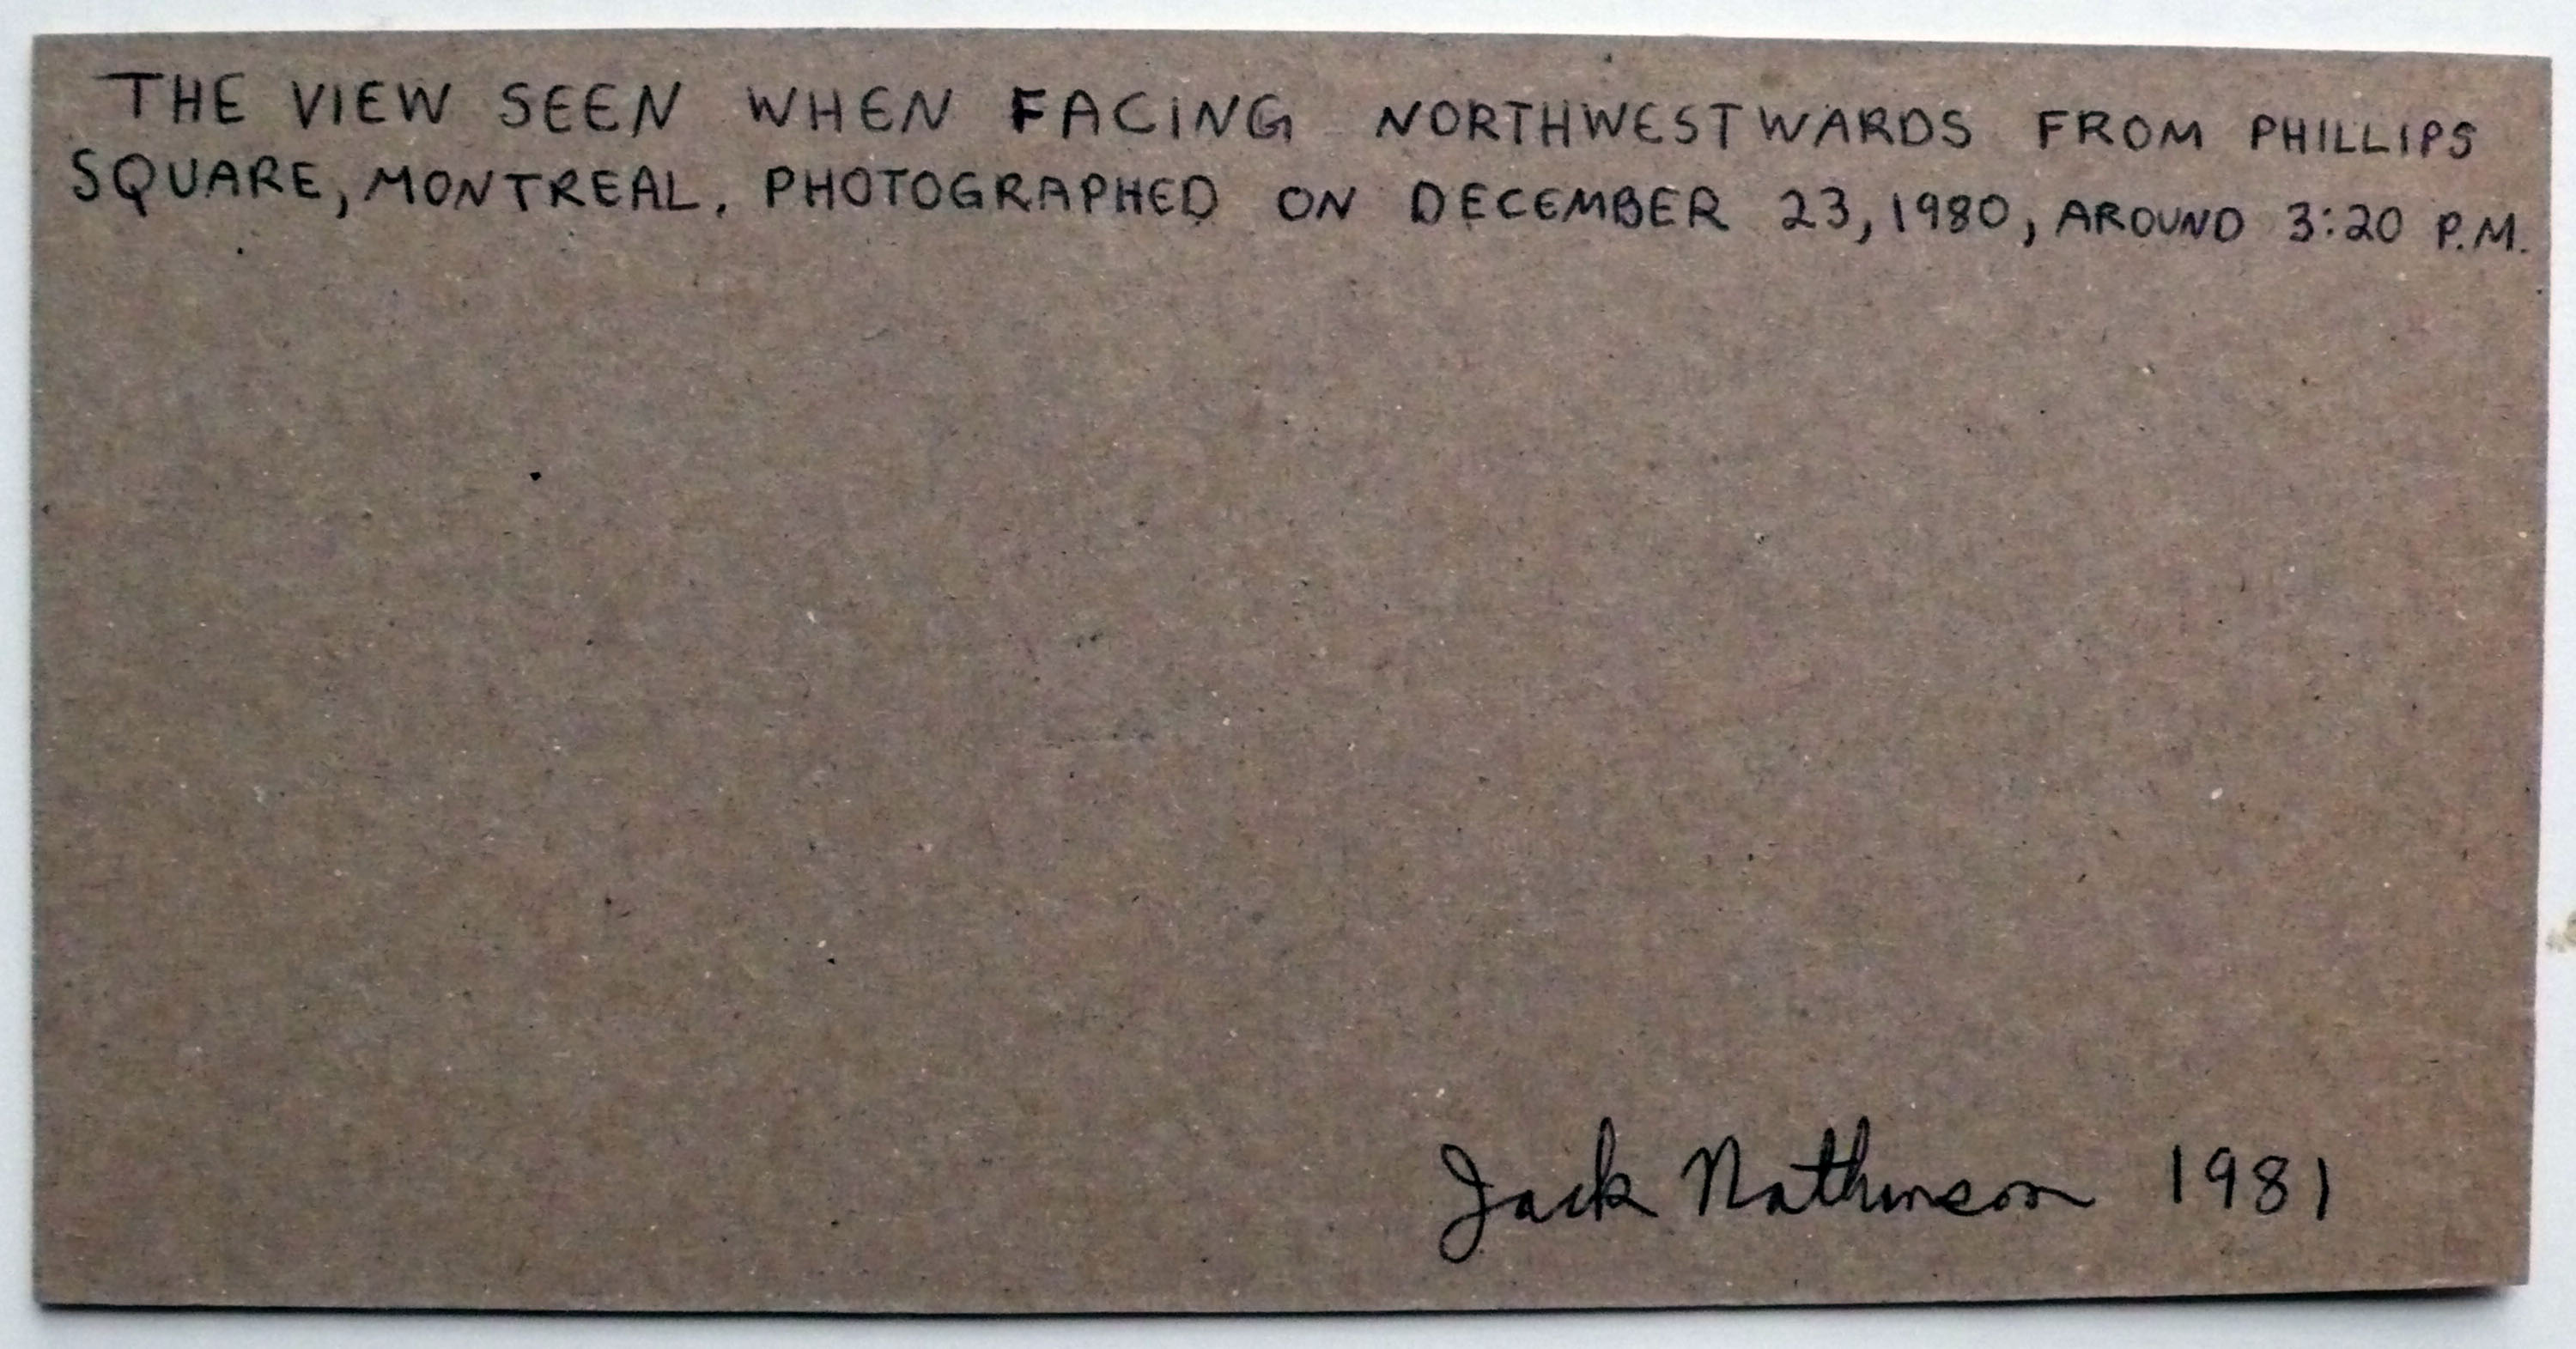 THE VIEW SEEN WHEN FACING NORTHWESTWARDS FROM PHILLIPS
SQUARE, MONTREAL. PHOTOGRAPHED ON DECEMBER 23, 1980, AROUND 3:20 P.M.
Jack Nathinson 1981